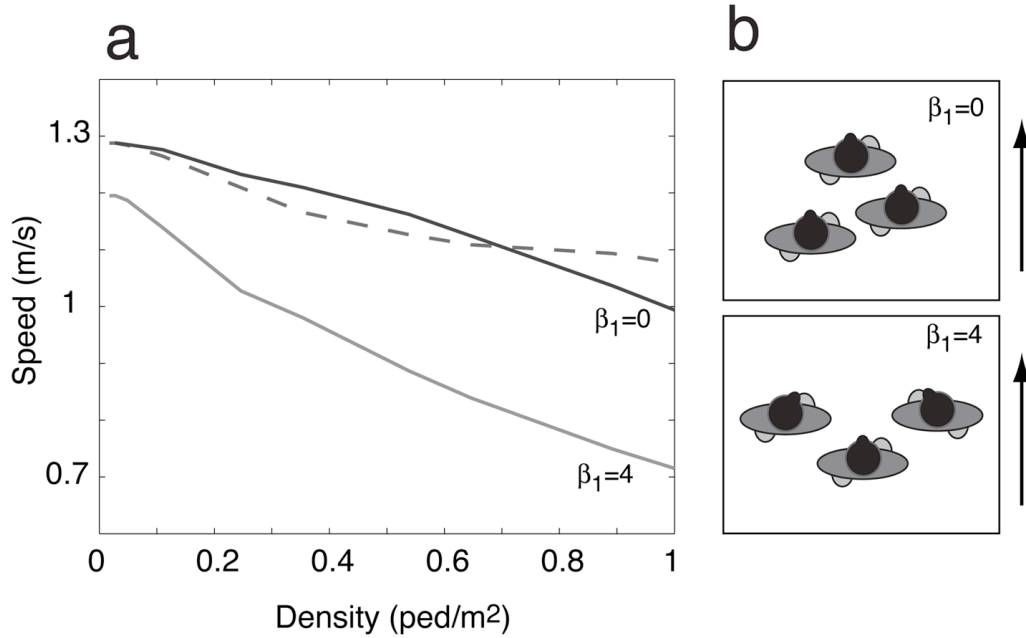 a
b
1.3
1
0.7
Speed (m/s)
β₁=0
β₁=4
0 0.2 0.4 0.6 0.8 1
Density (ped/m²)
β₁=0
β₁=4